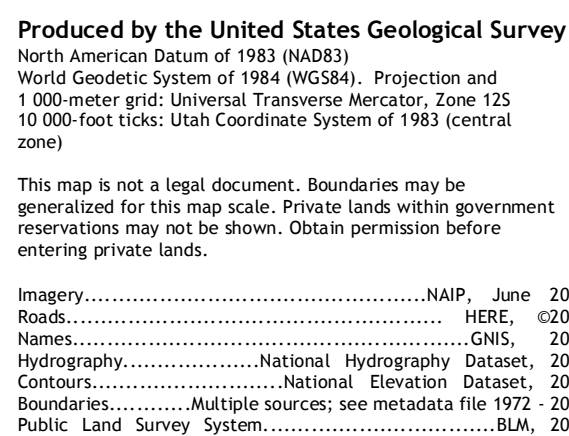 Produced by the United States Geological Survey
North American Datum of 1983 (NAD83)
World Geodetic System of 1984 (WGS84). Projection and
1 000-meter grid: Universal Transverse Mercator, Zone 12S
10 000-foot ticks: Utah Coordinate System of 1983 (central
zone)
This map is not a legal document. Boundaries may be
generalized for this map scale. Private lands within government
reservations may not be shown. Obtain permission before
entering private lands.
Imagery..................................................NAIP, June 20
Roads....................................................... HERE, ©20
Names..........................................................GNIS, 20
Hydrography....................National Hydrography Dataset, 20
Contours............................National Elevation Dataset, 20
Boundaries............Multiple sources; see metadata file 1972 - 20
Public Land Survey System..................................BLM, 20